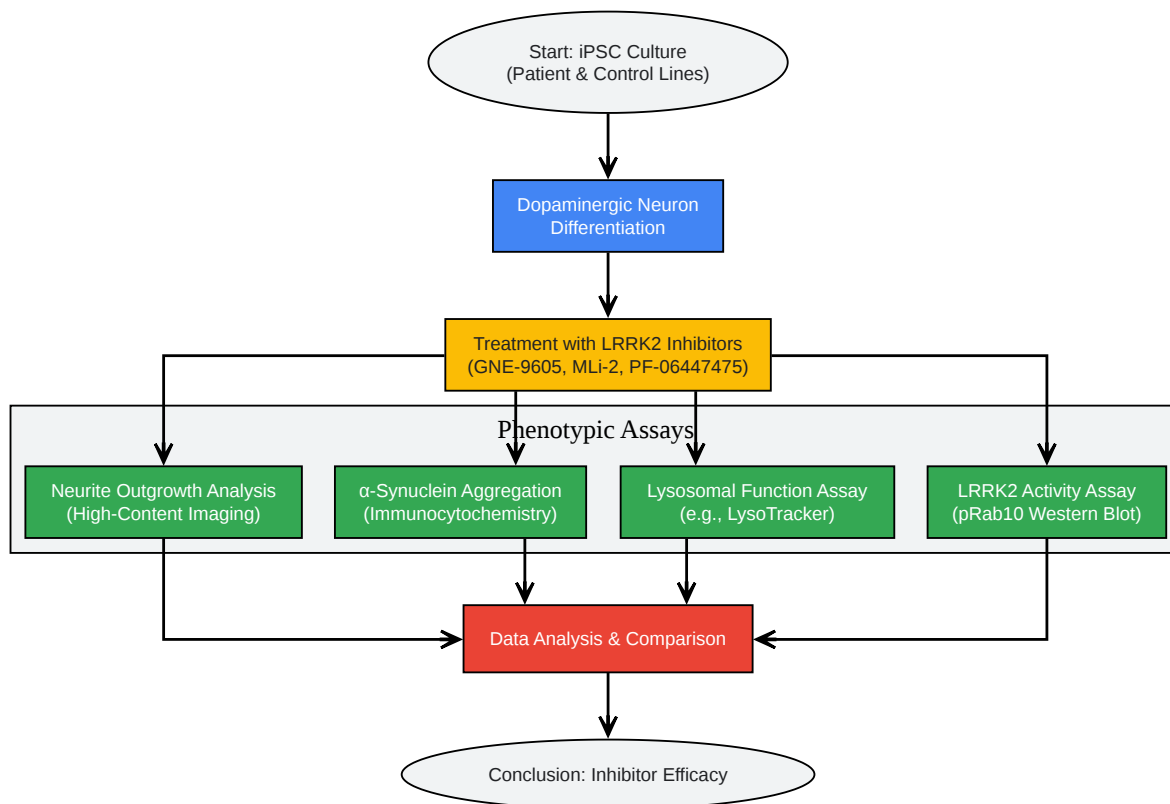 Start: iPSC Culture
(Patient & Control Lines)
Dopaminergic Neuron
Differentiation
Treatment with LRRK2 Inhibitors
(GNE-9605, MLi-2, PF-06447475)
Phenotypic Assays
Neurite Outgrowth Analysis
(High-Content Imaging)
α-Synuclein Aggregation
(Immunocytochemistry)
Lysosomal Function Assay
(e.g., LysoTracker)
LRRK2 Activity Assay
(pRab10 Western Blot)
Data Analysis & Comparison
Conclusion: Inhibitor Efficacy